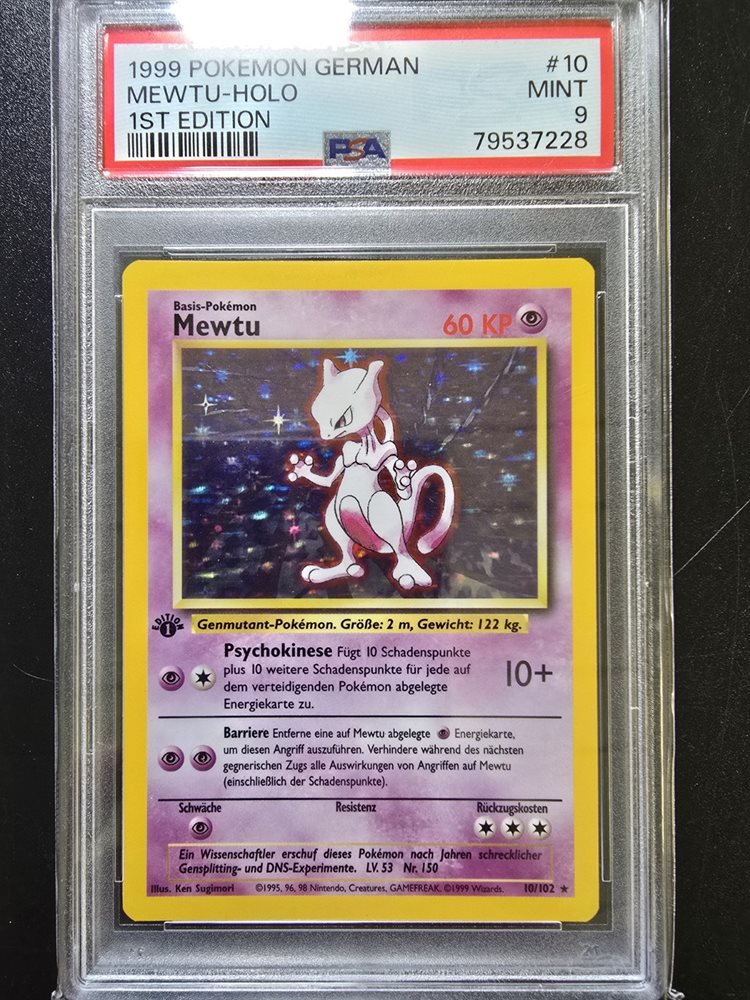 1999 POKEMON GERMAN #10
MEWTU-HOLO MINT
1ST EDITION 9
PSA 79537228
Basis-Pokémon
Mewtu 60 KP
EDITION 1
Genmutant-Pokémon. Größe: 2 m, Gewicht: 122 kg.
Psychokinese Fügt 10 Schadenspunkte
plus 10 weitere Schadenspunkte für jede auf
dem verteidigenden Pokémon abgelegte
Energiekarte zu.
10+
Barriere Entferne eine auf Mewtu abgelegte Energiekarte,
um diesen Angriff auszuführen. Verhindere während des nächsten
gegnerischen Zugs alle Auswirkungen von Angriffen auf Mewtu
(einschließlich der Schadenspunkte).
Schwäche Resistenz Rückzugskosten
Ein Wissenschaftler erschuf dieses Pokémon nach Jahren schrecklicher
Gensplitting- und DNS-Experimente. LV. 53 Nr. 150
Illus. Ken Sugimori ©1995, 96, 98 Nintendo, Creatures, GAMEFREAK. ©1999 Wizards. 10/102 ★